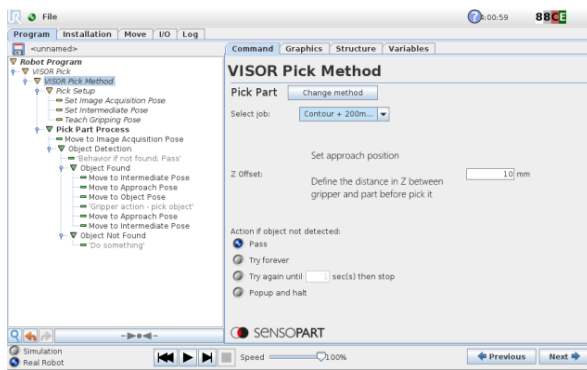 File
4:00:59
88CE
Program
Installation
Move
I/O
Log
<unnamed>
Command
Graphics
Structure
Variables
Robot Program
VISOR Pick
VISOR Pick Method
Pick Setup
Set Image Acquisition Pose
Set Intermediate Pose
Teach Gripping Pose
Pick Part Process
Move to Image Acquisition Pose
Object Detection
'Behavior if not found: Pass'
Object Found
Move to Intermediate Pose
Move to Approach Pose
Move to Object Pose
'Gripper action - pick object'
Move to Approach Pose
Move to Intermediate Pose
Object Not Found
'Do something'
VISOR Pick Method
Pick Part
Change method
Select job:
Contour + 200m...
Set approach position
Z Offset:
Define the distance in Z between
gripper and part before pick it
10 mm
Action if object not detected:
Pass
Try forever
Try again until 1 sec(s) then stop
Popup and halt
SENSOPART
Simulation
Real Robot
Speed
100%
Previous
Next